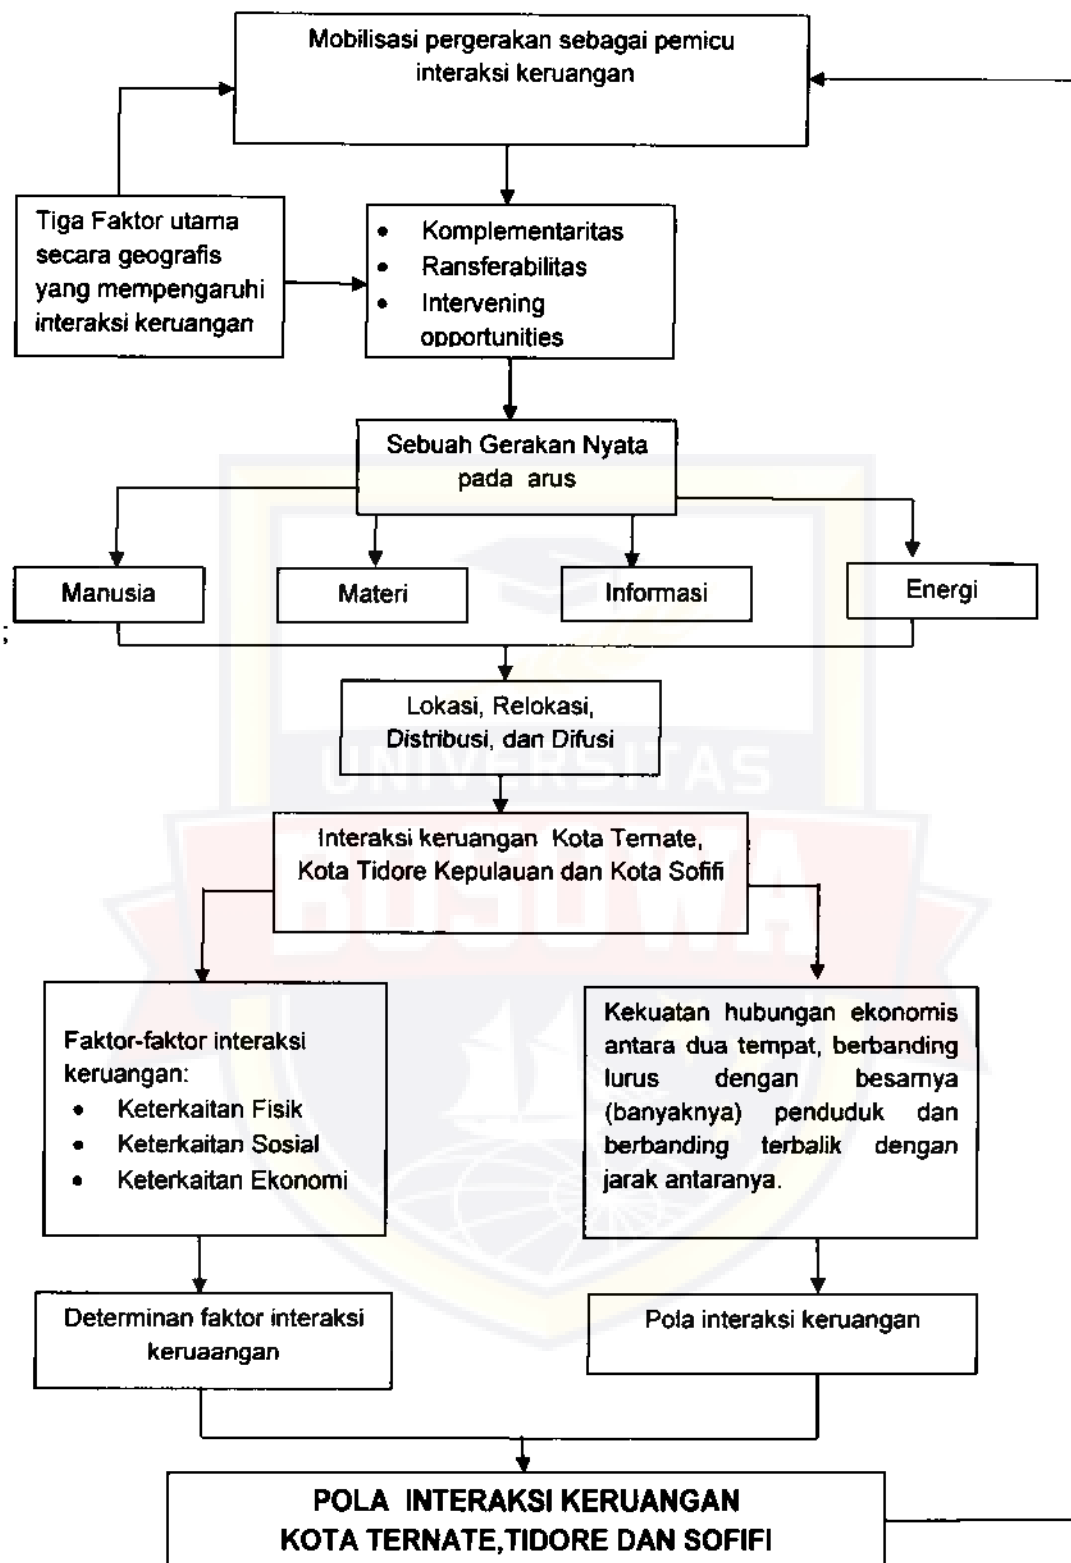 Mobilisasi pergerakan sebagai pemicu
interaksi keruangan
Tiga Faktor utama
secara geografis
yang mempengaruhi
interaksi keruangan
• Komplementaritas
• Ransferabilitas
• Intervening
opportunities
Sebuah Gerakan Nyata
pada arus
Manusia
Materi
Informasi
Energi
;
Lokasi, Relokasi,
Distribusi, dan Difusi
UNIVERSITAS
Interaksi keruangan Kota Ternate,
Kota Tidore Kepulauan dan Kota Sofifi
BOSOWA
Faktor-faktor interaksi
keruangan:
• Keterkaitan Fisik
• Keterkaitan Sosial
• Keterkaitan Ekonomi
Kekuatan hubungan ekonomis
antara dua tempat, berbanding
lurus dengan besarnya
(banyaknya) penduduk dan
berbanding terbalik dengan
jarak antaranya.
Determinan faktor interaksi
keruaangan
Pola interaksi keruangan
POLA INTERAKSI KERUANGAN
KOTA TERNATE,TIDORE DAN SOFIFI